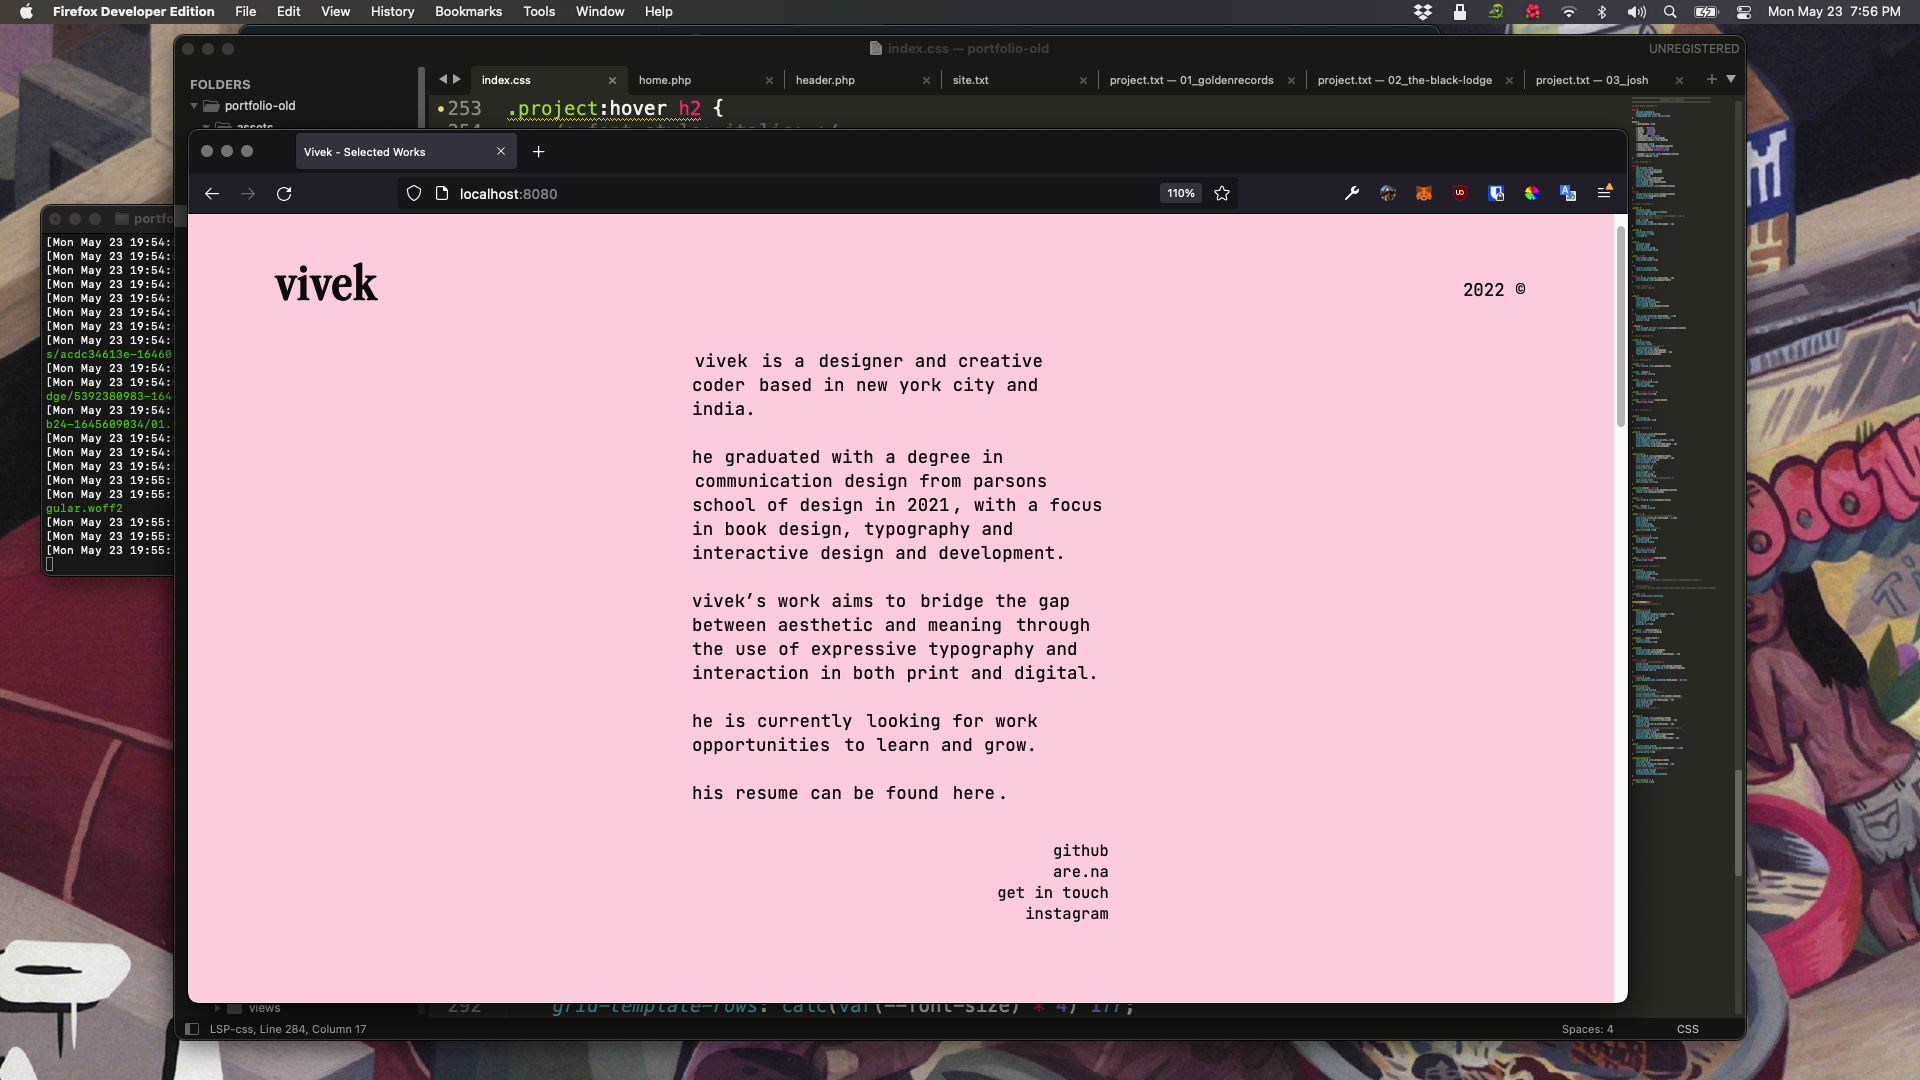 Firefox Developer Edition File Edit View History Bookmarks Tools Window Help Mon May 23 7:56 PM
index.css — portfolio-old UNREGISTERED
FOLDERS
portfolio-old
assets
index.css home.php header.php site.txt project.txt — 01_goldenrecords project.txt — 02_the-black-lodge project.txt — 03_josh
253 .project:hover h2 {
Vivek - Selected Works
localhost:8080 110%
portfo
[Mon May 23 19:54:
[Mon May 23 19:54:
[Mon May 23 19:54:
[Mon May 23 19:54:
[Mon May 23 19:54:
[Mon May 23 19:54:
[Mon May 23 19:54:
[Mon May 23 19:54:
s/acdc34613e-16460
[Mon May 23 19:54:
[Mon May 23 19:54:
dge/5392380983-164
[Mon May 23 19:54:
b24-1645609034/01.
[Mon May 23 19:54:
[Mon May 23 19:54:
[Mon May 23 19:54:
[Mon May 23 19:55:
[Mon May 23 19:55:
gular.woff2
[Mon May 23 19:55:
[Mon May 23 19:55:
[Mon May 23 19:55:
vivek
2022 ©
vivek is a designer and creative
coder based in new york city and
india.
he graduated with a degree in
communication design from parsons
school of design in 2021, with a focus
in book design, typography and
interactive design and development.
vivek’s work aims to bridge the gap
between aesthetic and meaning through
the use of expressive typography and
interaction in both print and digital.
he is currently looking for work
opportunities to learn and grow.
his resume can be found here.
github
are.na
get in touch
instagram
views
292 grid-template-rows: calc(var(--font-size) * 4) 1fr;
LSP-css, Line 284, Column 17
Spaces: 4 CSS